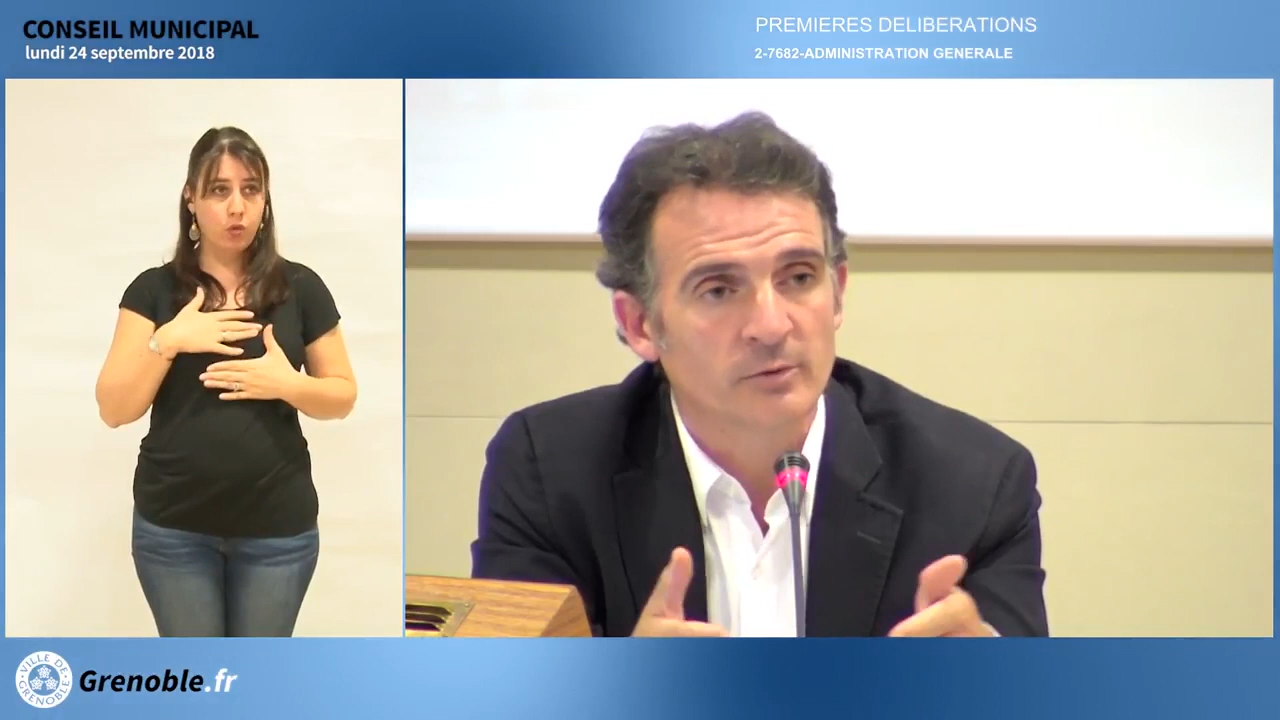 CONSEIL MUNICIPAL
lundi 24 septembre 2018
PREMIERES DELIBERATIONS
2-7682-ADMINISTRATION GENERALE
VILLE DE GRENOBLE
Grenoble.fr